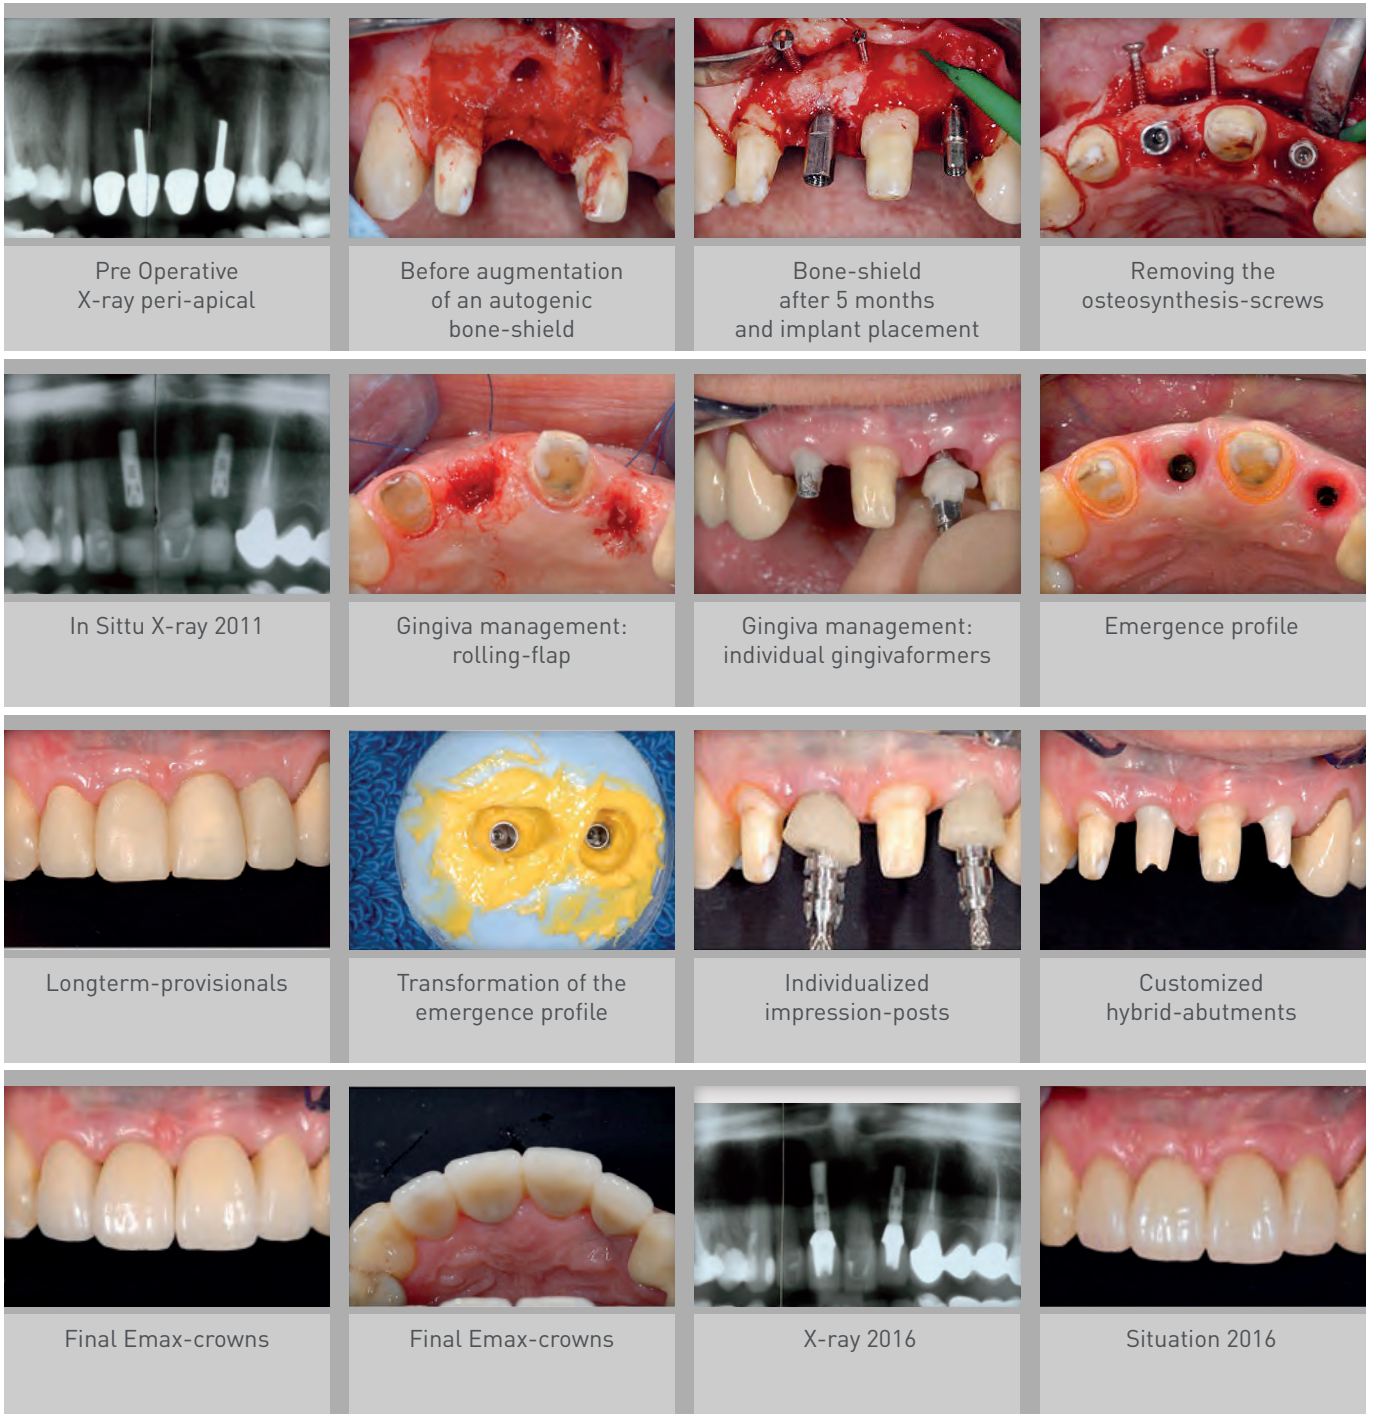 Pre Operative
X-ray peri-apical
Before augmentation
of an autogenic
bone-shield
Bone-shield
after 5 months
and implant placement
Removing the
osteosynthesis-screws
In Sittu X-ray 2011
Gingiva management:
rolling-flap
Gingiva management:
individual gingivaformers
Emergence profile
Longterm-provisionals
Transformation of the
emergence profile
Individualized
impression-posts
Customized
hybrid-abutments
Final Emax-crowns
Final Emax-crowns
X-ray 2016
Situation 2016